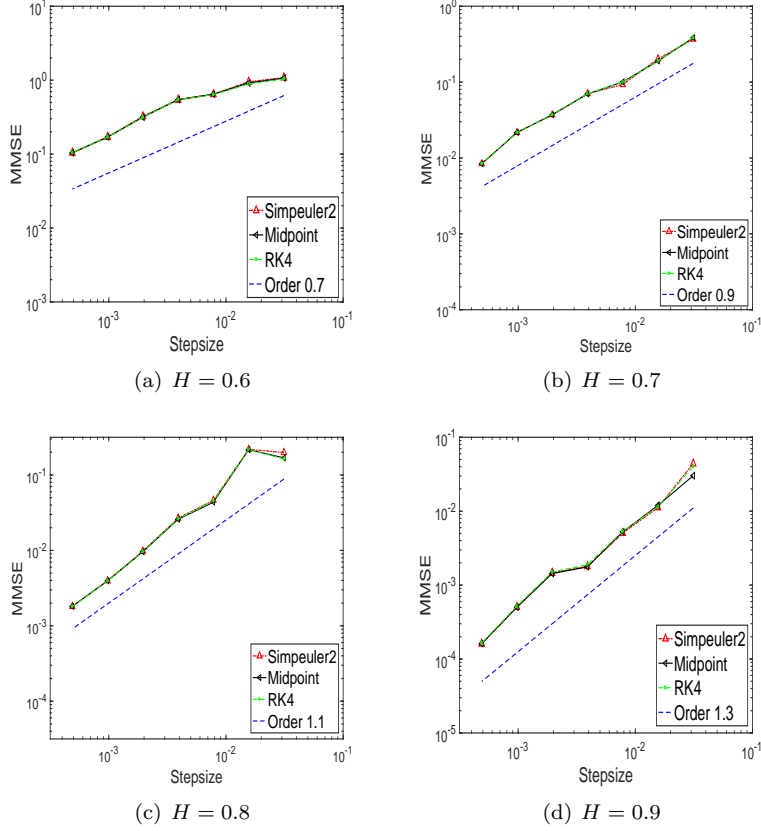 10^1
10^0
10^-1
10^-2
10^-3
MMSE
Simpeuler2
Midpoint
RK4
Order 0.7
10^-3
10^-2
10^-1
Stepsize
(a) H = 0.6
10^0
10^-1
10^-2
10^-3
10^-4
MMSE
Simpeuler2
Midpoint
RK4
Order 0.9
10^-3
10^-2
10^-1
Stepsize
(b) H = 0.7
10^-1
10^-2
10^-3
10^-4
MMSE
Simpeuler2
Midpoint
RK4
Order 1.1
10^-3
10^-2
10^-1
Stepsize
(c) H = 0.8
10^-1
10^-2
10^-3
10^-4
10^-5
MMSE
Simpeuler2
Midpoint
RK4
Order 1.3
10^-3
10^-2
10^-1
Stepsize
(d) H = 0.9